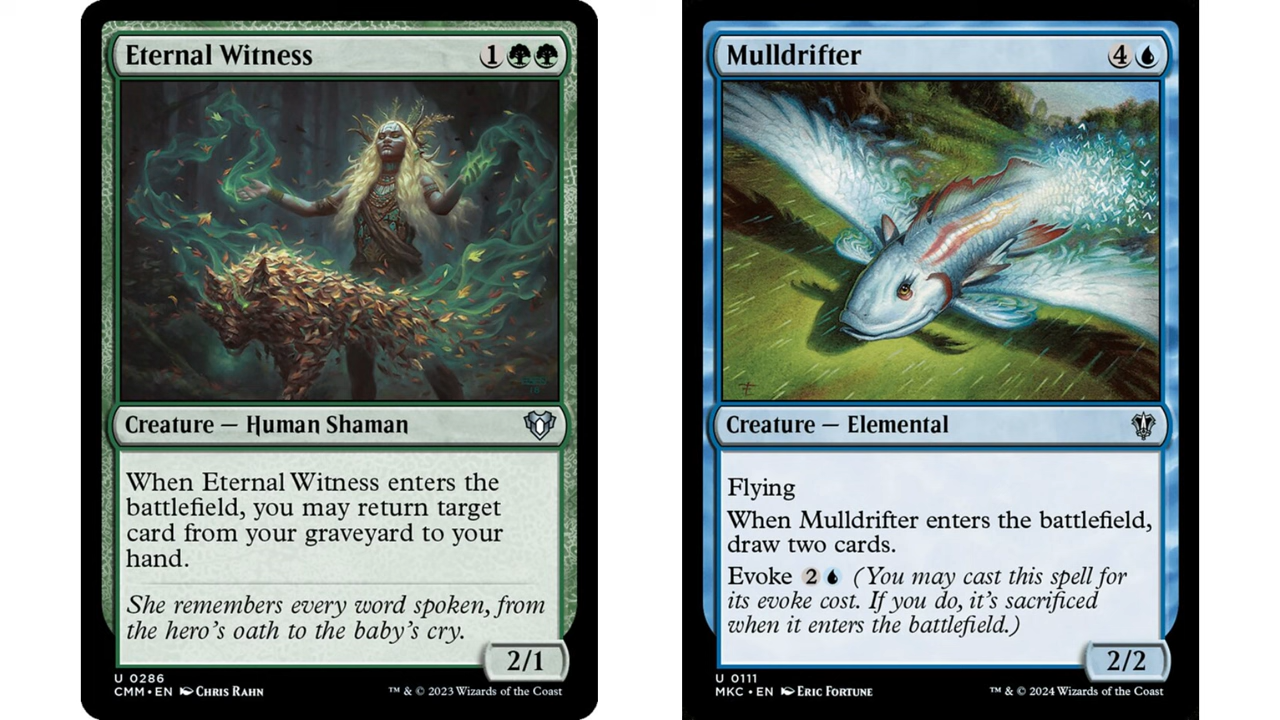 Eternal Witness
1
Creature — Human Shaman
When Eternal Witness enters the
battlefield, you may return target
card from your graveyard to your
hand.
She remembers every word spoken, from
the hero's oath to the baby's cry.
2/1
U 0286
CMM • EN Chris Rahn
™ & © 2023 Wizards of the Coast
Mulldrifter
4
Creature — Elemental
Flying
When Mulldrifter enters the battlefield,
draw two cards.
Evoke 2 (You may cast this spell for
its evoke cost. If you do, it's sacrificed
when it enters the battlefield.)
2/2
U 0111
MKC • EN Eric Fortune
™ & © 2024 Wizards of the Coast